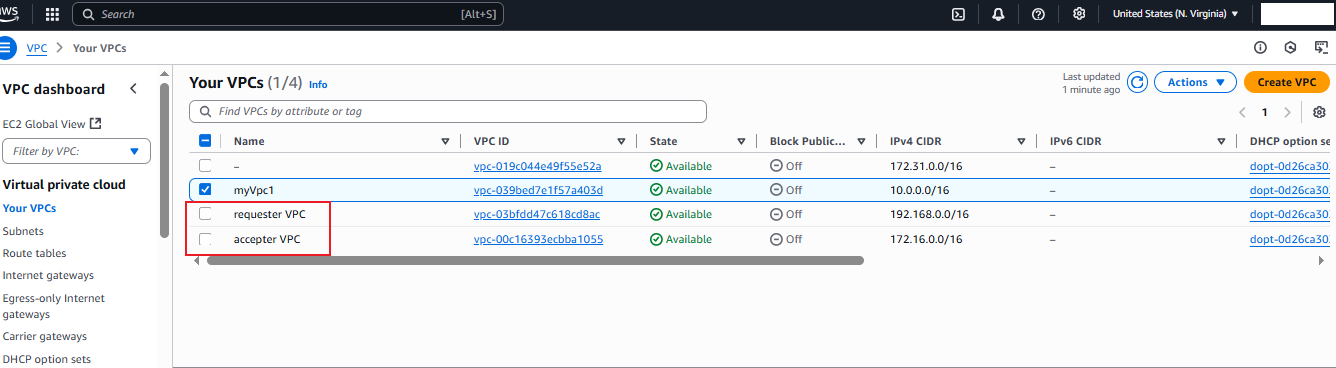 aws Search [Alt+S] United States (N. Virginia)
VPC > Your VPCs
VPC dashboard
EC2 Global View
Filter by VPC:
Virtual private cloud
Your VPCs
Subnets
Route tables
Internet gateways
Egress-only Internet
gateways
Carrier gateways
DHCP option sets
Your VPCs (1/4) Info
Last updated
1 minute ago
Actions
Create VPC
Find VPCs by attribute or tag
1
Name VPC ID State Block Public... IPv4 CIDR IPv6 CIDR DHCP option se
– vpc-019c044e49f55e52a Available Off 172.31.0.0/16 – dopt-0d26ca30
myVpc1 vpc-039bed7e1f57a403d Available Off 10.0.0.0/16 – dopt-0d26ca30
requester VPC vpc-03bfdd47c618cd8ac Available Off 192.168.0.0/16 – dopt-0d26ca30
accepter VPC vpc-00c16393ecbba1055 Available Off 172.16.0.0/16 – dopt-0d26ca30